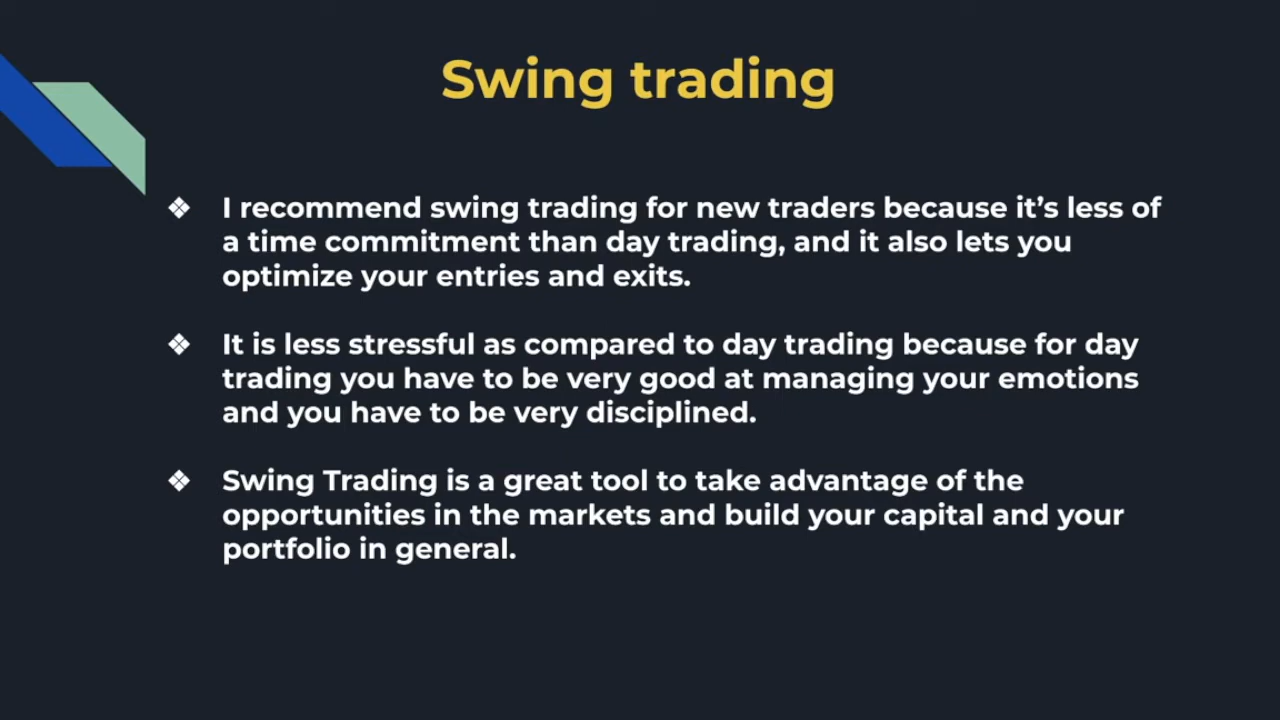 Swing trading
❖ I recommend swing trading for new traders because it’s less of
a time commitment than day trading, and it also lets you
optimize your entries and exits.
❖ It is less stressful as compared to day trading because for day
trading you have to be very good at managing your emotions
and you have to be very disciplined.
❖ Swing Trading is a great tool to take advantage of the
opportunities in the markets and build your capital and your
portfolio in general.